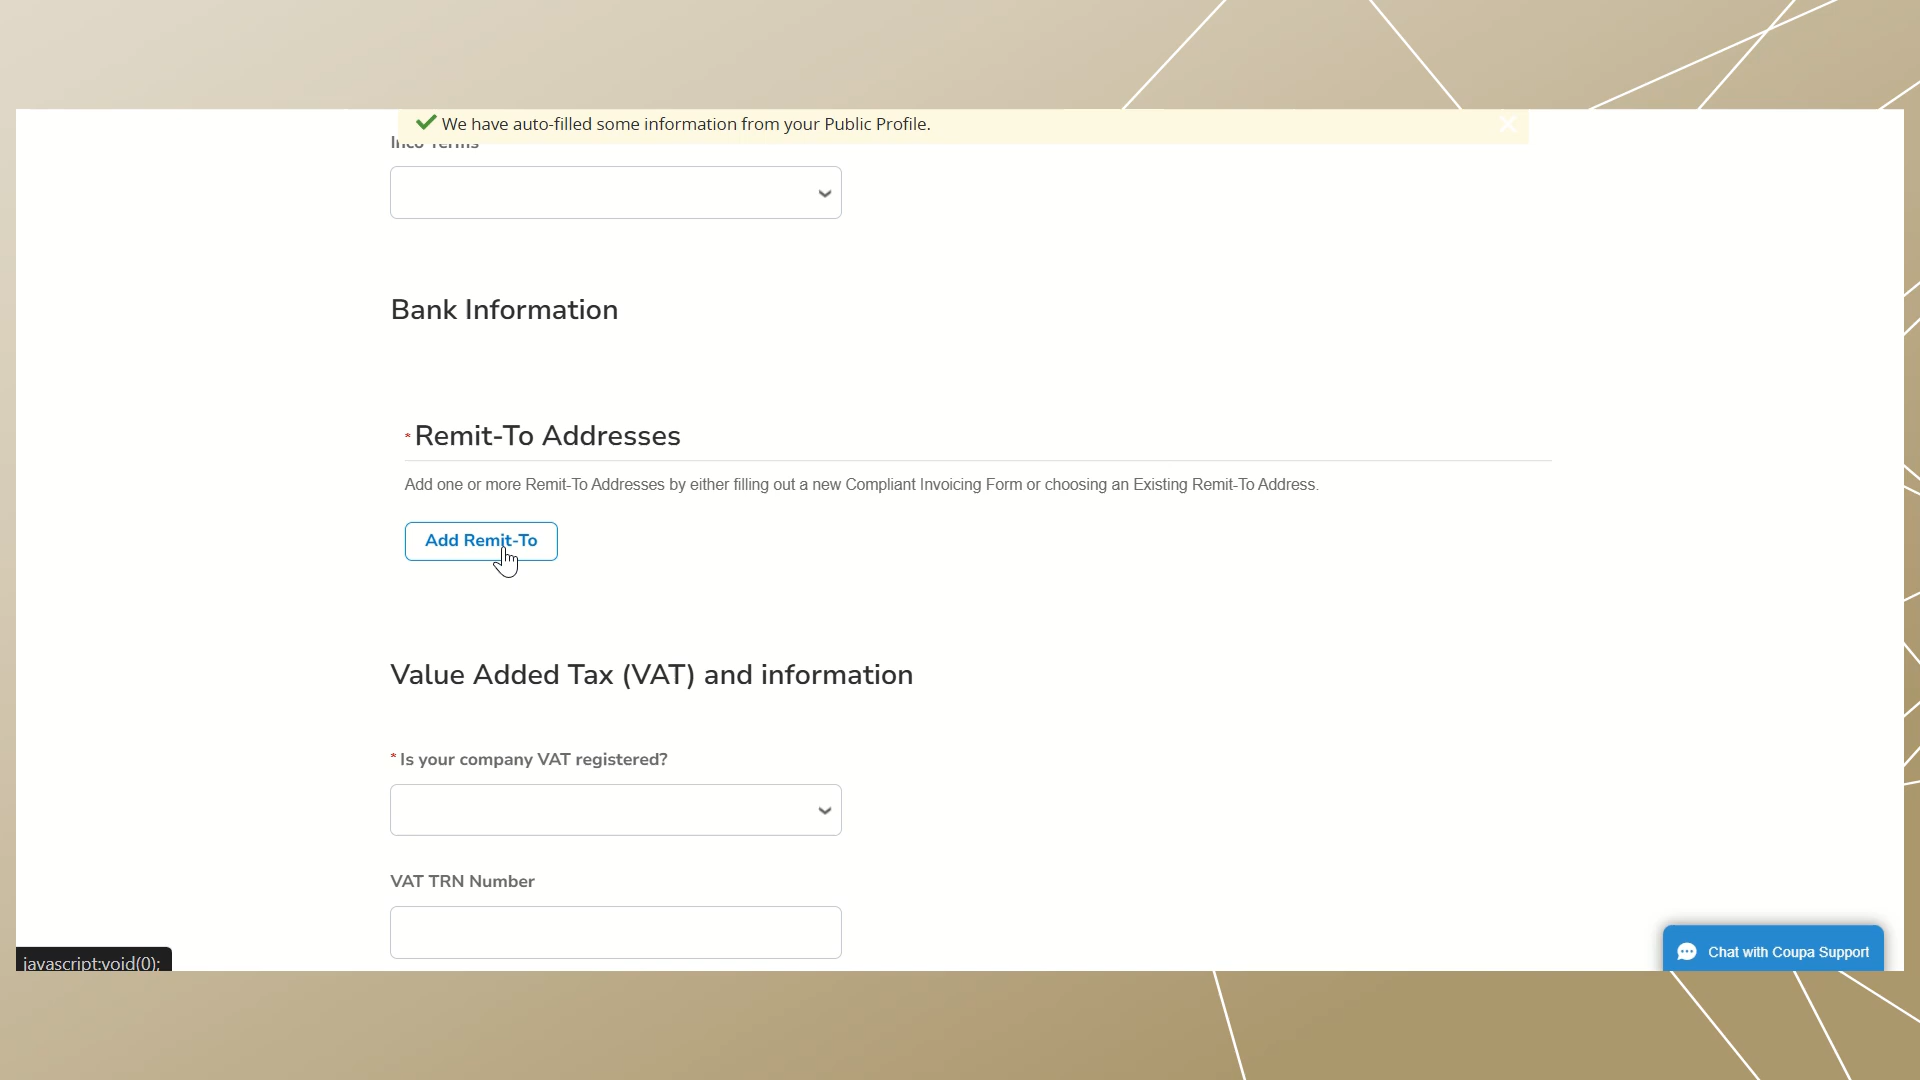 We have auto-filled some information from your Public Profile.
Inco Terms
Bank Information
* Remit-To Addresses
Add one or more Remit-To Addresses by either filling out a new Compliant Invoicing Form or choosing an Existing Remit-To Address.
Add Remit-To
Value Added Tax (VAT) and information
* Is your company VAT registered?
VAT TRN Number
javascript:void(0);
Chat with Coupa Support